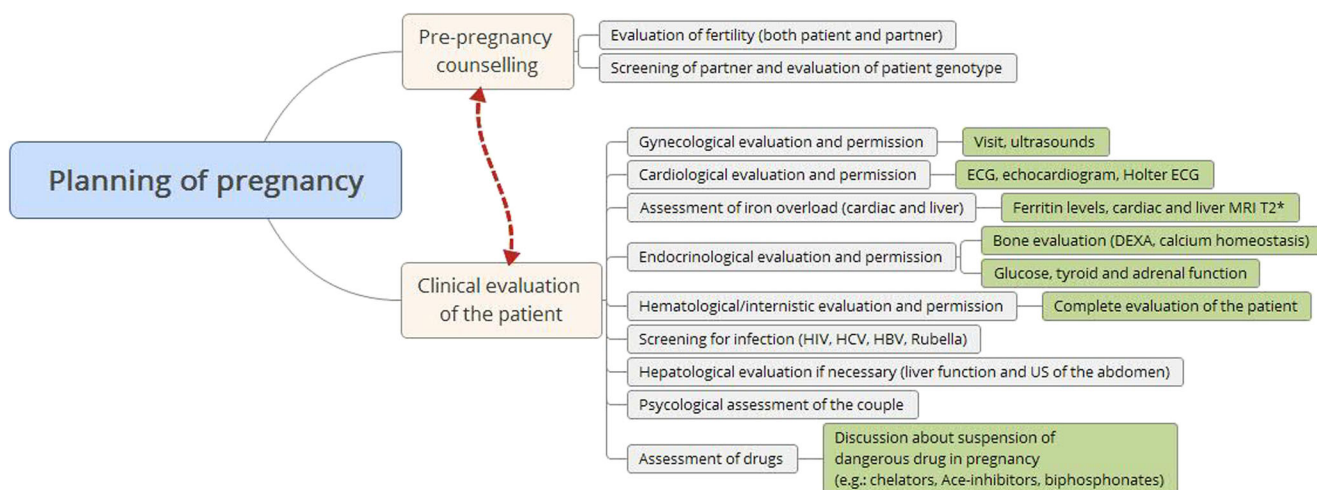 Planning of pregnancy
Pre-pregnancy
counselling
Evaluation of fertility (both patient and partner)
Screening of partner and evaluation of patient genotype
Clinical evaluation
of the patient
Gynecological evaluation and permission
Visit, ultrasounds
Cardiological evaluation and permission
ECG, echocardiogram, Holter ECG
Assessment of iron overload (cardiac and liver)
Ferritin levels, cardiac and liver MRI T2*
Endocrinological evaluation and permission
Bone evaluation (DEXA, calcium homeostasis)
Glucose, tyroid and adrenal function
Hematological/internistic evaluation and permission
Complete evaluation of the patient
Screening for infection (HIV, HCV, HBV, Rubella)
Hepatological evaluation if necessary (liver function and US of the abdomen)
Psycological assessment of the couple
Assessment of drugs
Discussion about suspension of
dangerous drug in pregnancy
(e.g.: chelators, Ace-inhibitors, biphosphonates)